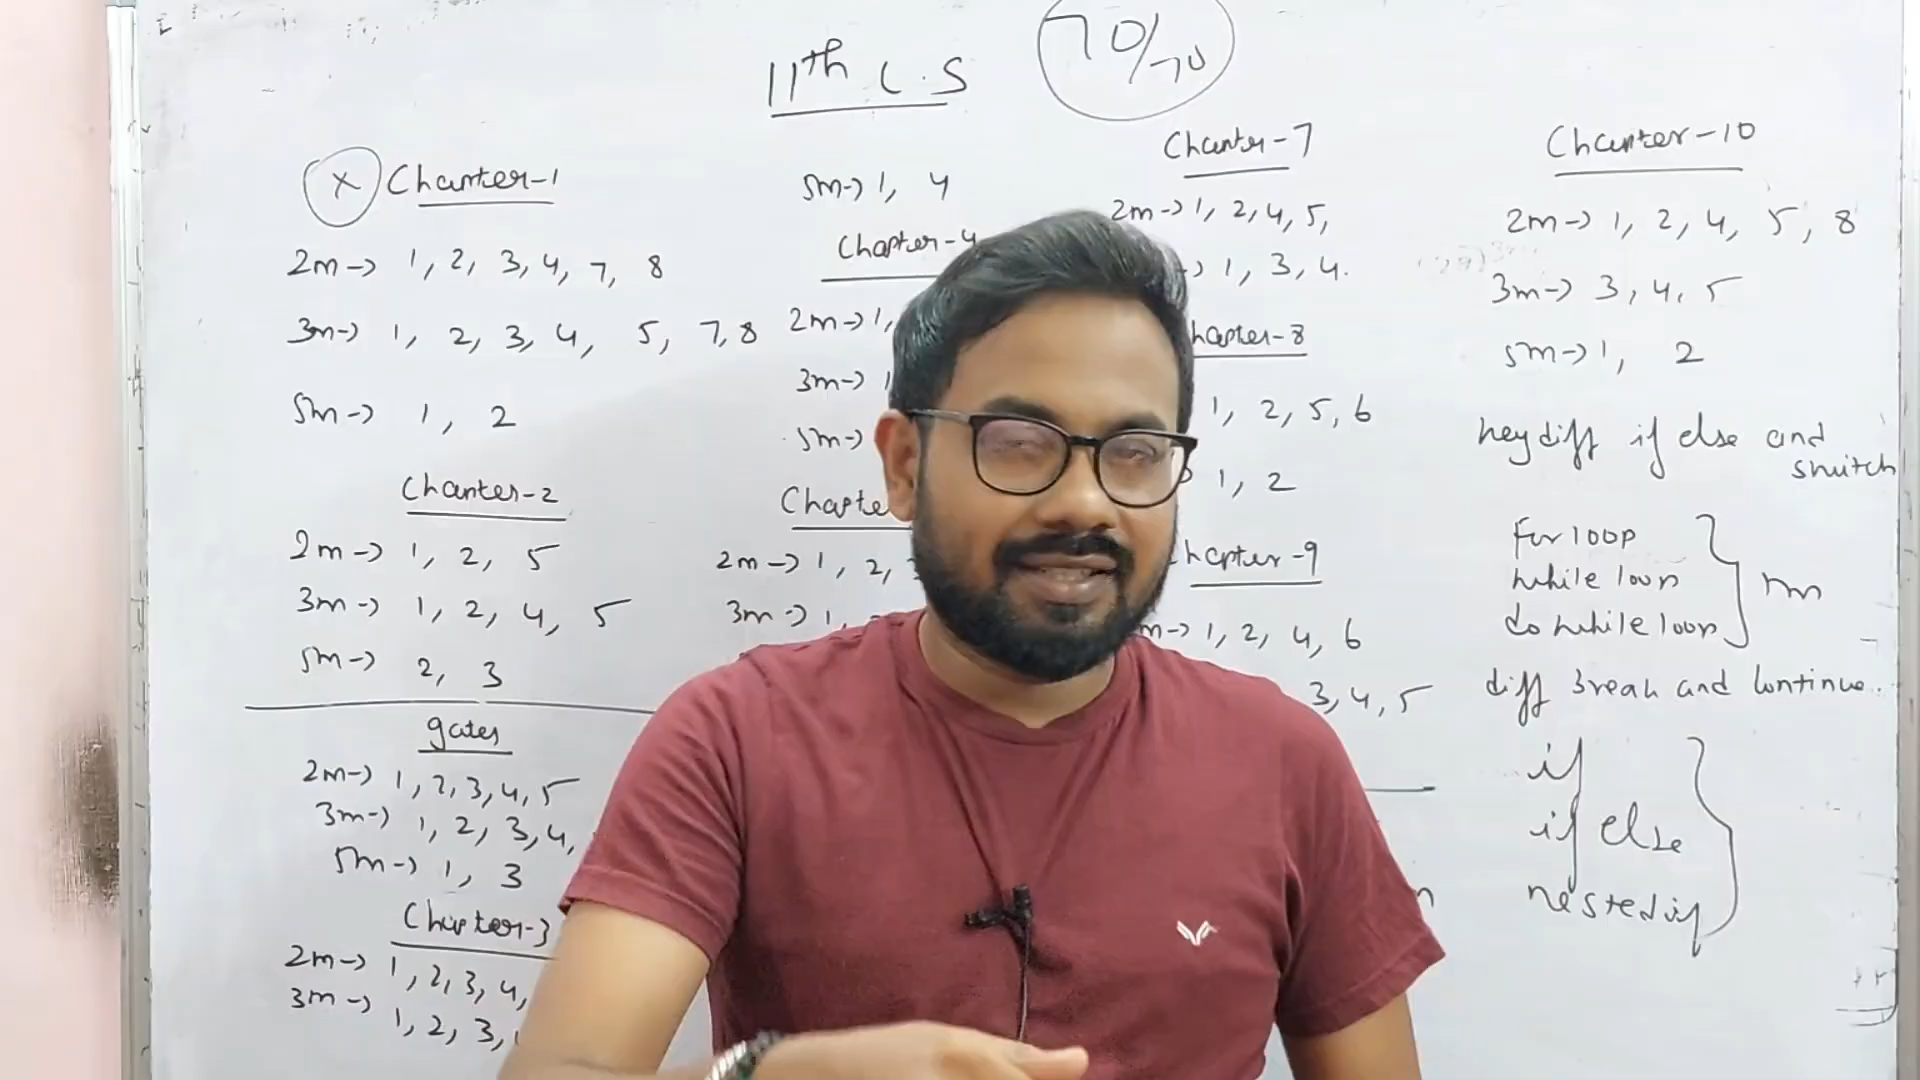 11th C.S
70/70
x Chapter-1
2m-> 1, 2, 3, 4, 7, 8
3m-> 1, 2, 3, 4, 5, 7, 8
5m-> 1, 2
Chapter-2
2m-> 1, 2, 5
3m-> 1, 2, 4, 5
5m-> 2, 3
gates
2m-> 1, 2, 3, 4, 5
3m-> 1, 2, 3, 4,
5m-> 1, 3
Chapter-3
2m-> 1, 2, 3, 4,
3m-> 1, 2, 3,
5m-> 1, 4
Chapter-4
2m-> 1,
3m->
5m->
Chapte
2m-> 1, 2,
3m-> 1,
Chapter-7
2m-> 1, 2, 4, 5,
1, 3, 4.
hapter-8
1, 2, 5, 6
1, 2
hapter-9
m-> 1, 2, 4, 6
3, 4, 5
Chapter-10
2m-> 1, 2, 4, 5, 8
3m-> 3, 4, 5
5m-> 1, 2
diff if else and
switch
For loop
while loop
do while loop
diff break and continue.
if
if else
nested if